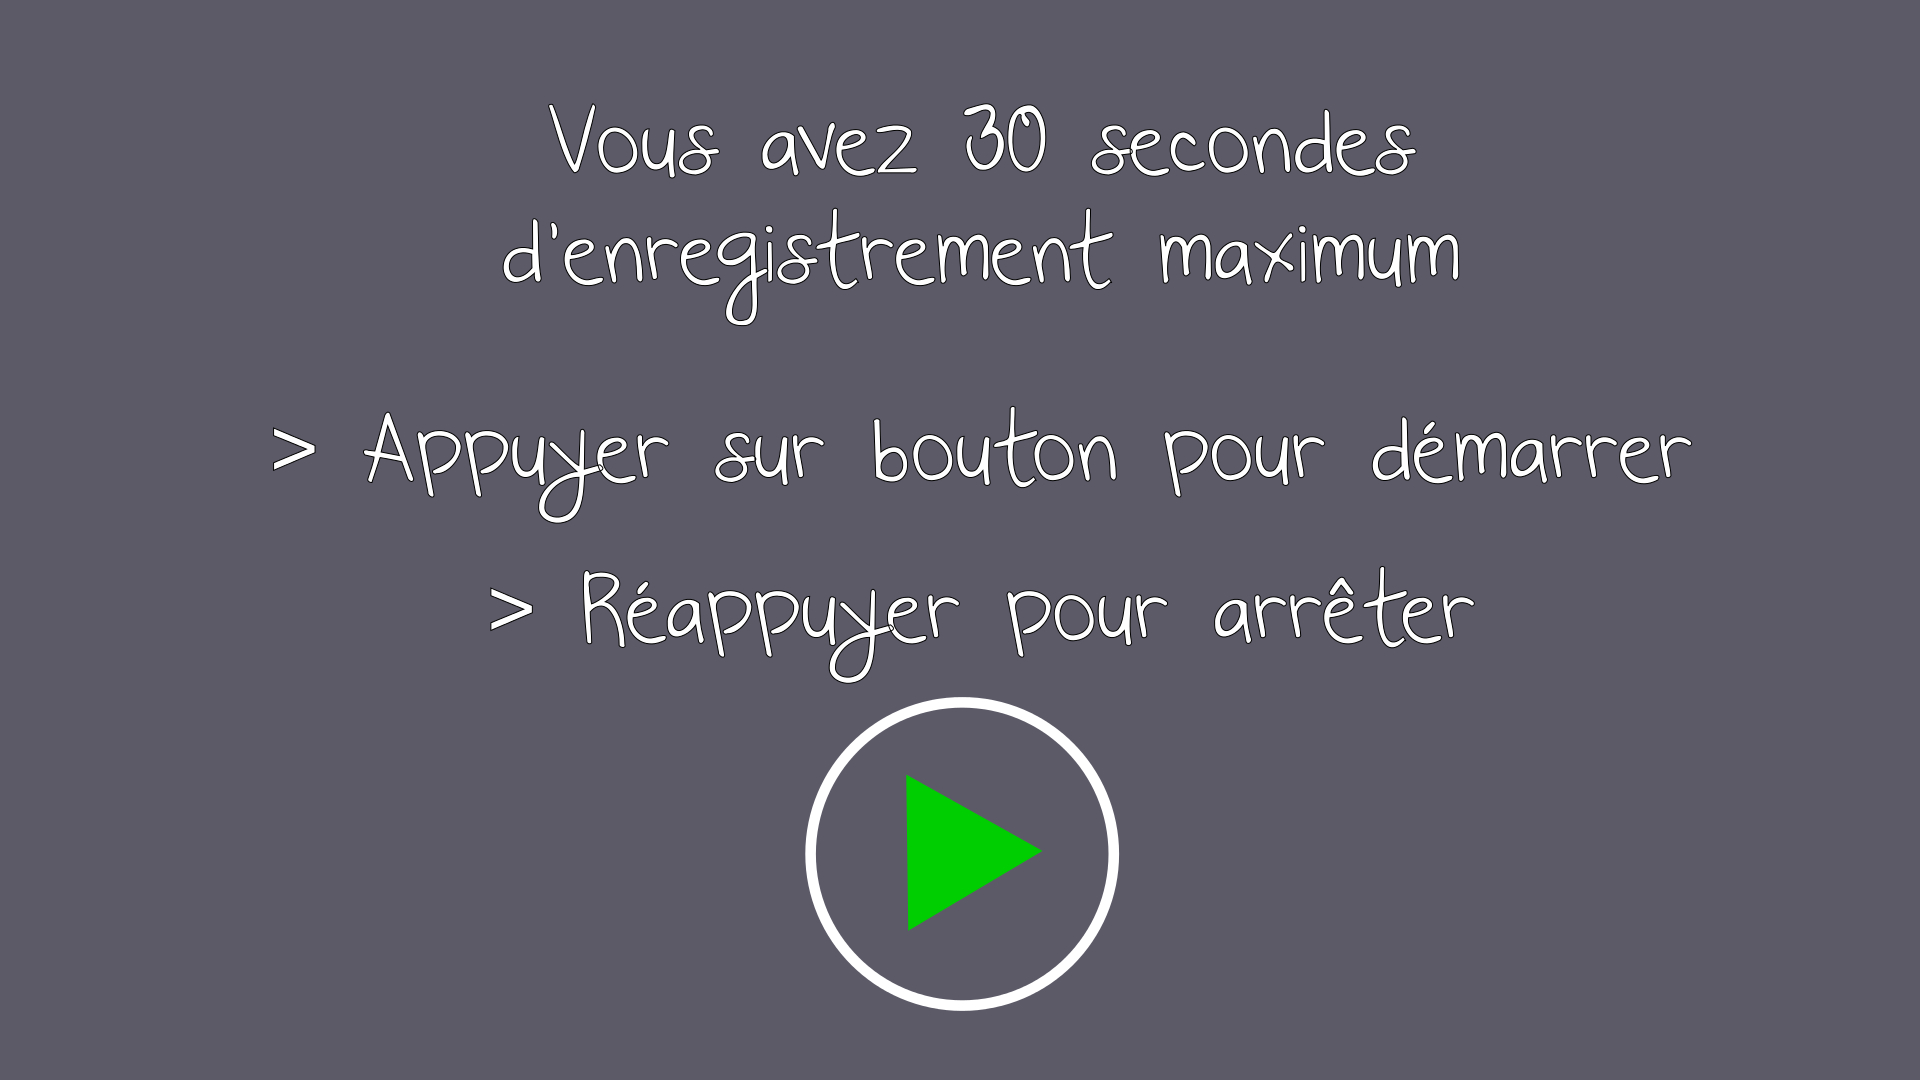 Vous avez 30 secondes
d'enregistrement maximum
> Appuyer sur bouton pour démarrer
> Réappuyer pour arrêter